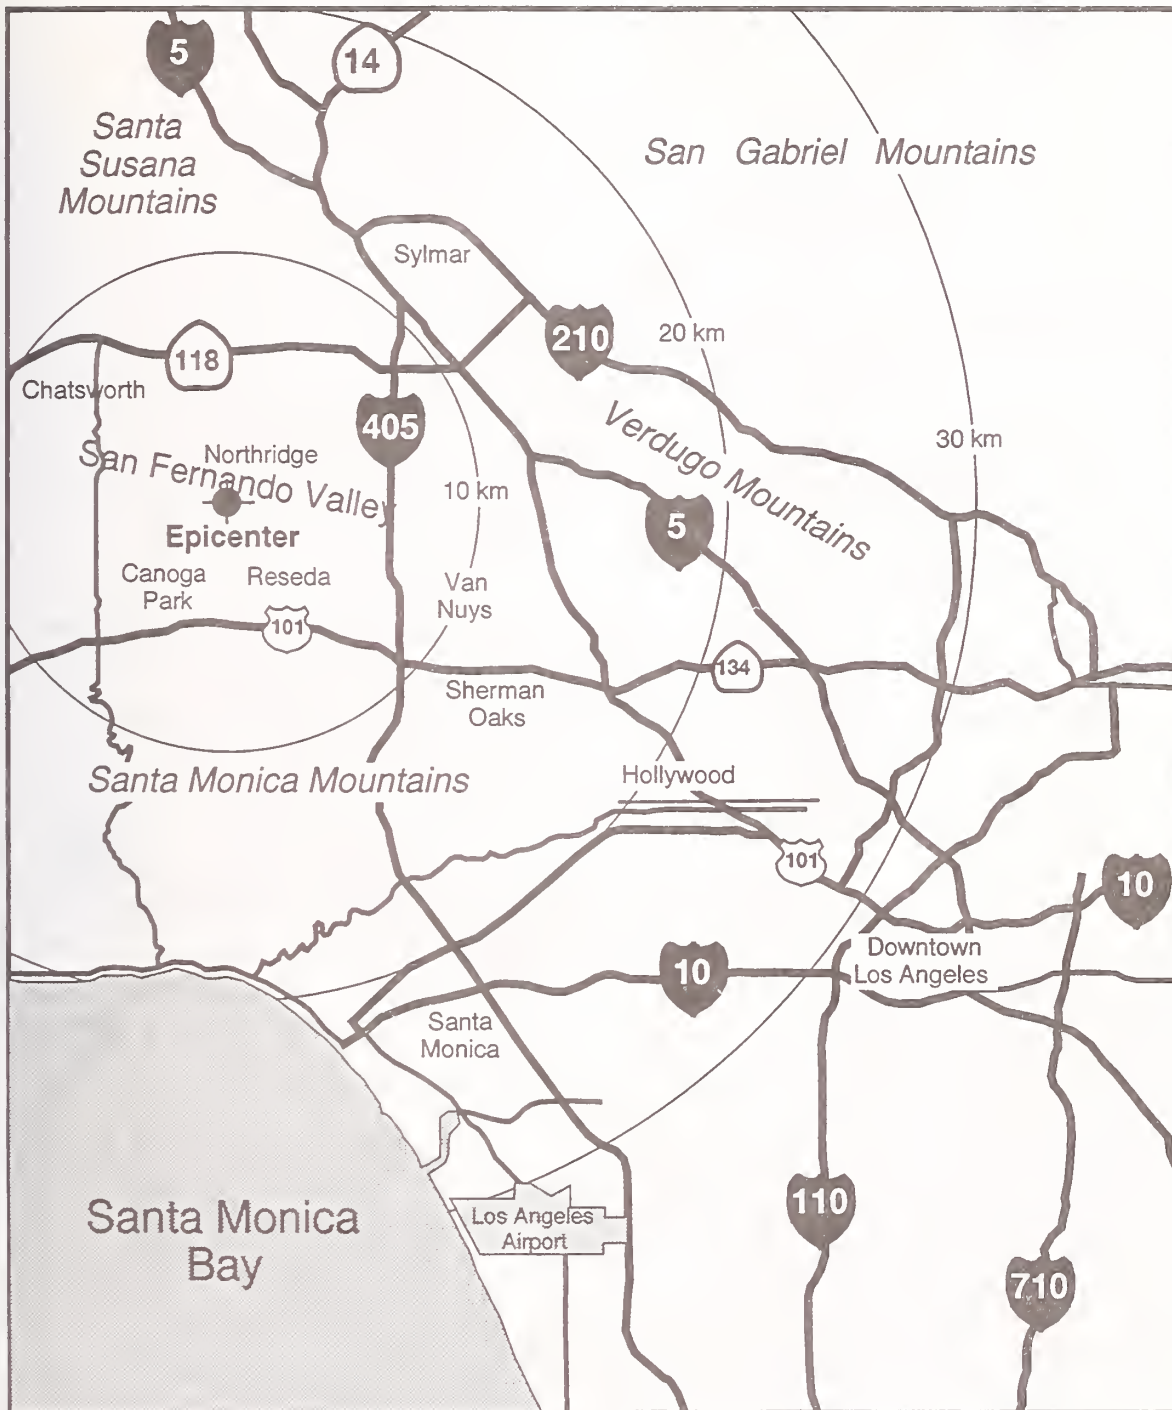 5
14
Santa
Susana
Mountains
San Gabriel Mountains
Sylmar
210
20 km
118
Chatsworth
405
Verdugo Mountains
30 km
Northridge
San Fernando Valley
10 km
5
Epicenter
Canoga
Park
Reseda
Van
Nuys
101
134
Sherman
Oaks
Santa Monica Mountains
Hollywood
101
10
Downtown
Los Angeles
10
Santa
Monica
Santa Monica
Bay
Los Angeles
Airport
110
710